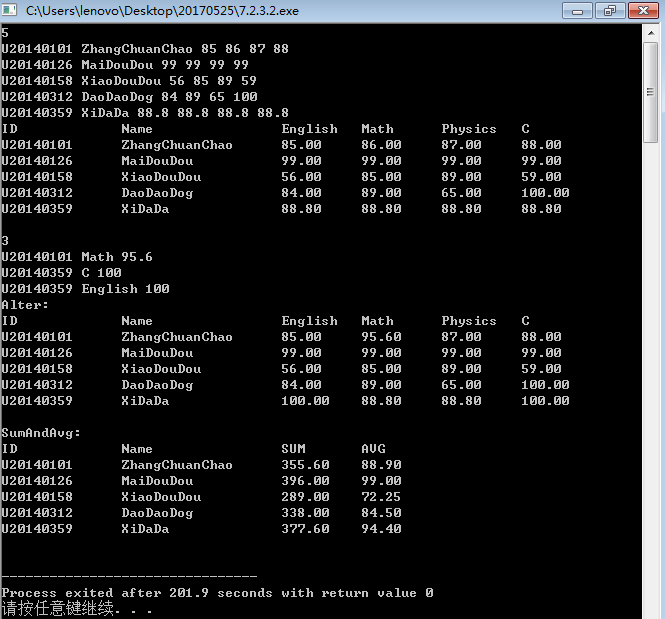 C:\Users\lenovo\Desktop\20170525\7.2.3.2.exe
5
U20140101 ZhangChuanChao 85 86 87 88
U20140126 MaiDouDou 99 99 99 99
U20140158 XiaoDouDou 56 85 89 59
U20140312 DaoDaoDog 84 89 65 100
U20140359 XiDaDa 88.8 88.8 88.8 88.8
ID Name English Math Physics C
U20140101 ZhangChuanChao 85.00 86.00 87.00 88.00
U20140126 MaiDouDou 99.00 99.00 99.00 99.00
U20140158 XiaoDouDou 56.00 85.00 89.00 59.00
U20140312 DaoDaoDog 84.00 89.00 65.00 100.00
U20140359 XiDaDa 88.80 88.80 88.80 88.80
3
U20140101 Math 95.6
U20140359 C 100
U20140359 English 100
Alter:
ID Name English Math Physics C
U20140101 ZhangChuanChao 85.00 95.60 87.00 88.00
U20140126 MaiDouDou 99.00 99.00 99.00 99.00
U20140158 XiaoDouDou 56.00 85.00 89.00 59.00
U20140312 DaoDaoDog 84.00 89.00 65.00 100.00
U20140359 XiDaDa 100.00 88.80 88.80 100.00
SumAndAvg:
ID Name SUM AVG
U20140101 ZhangChuanChao 355.60 88.90
U20140126 MaiDouDou 396.00 99.00
U20140158 XiaoDouDou 289.00 72.25
U20140312 DaoDaoDog 338.00 84.50
U20140359 XiDaDa 377.60 94.40
--------------------------------
Process exited after 201.9 seconds with return value 0
请按任意键继续. . .